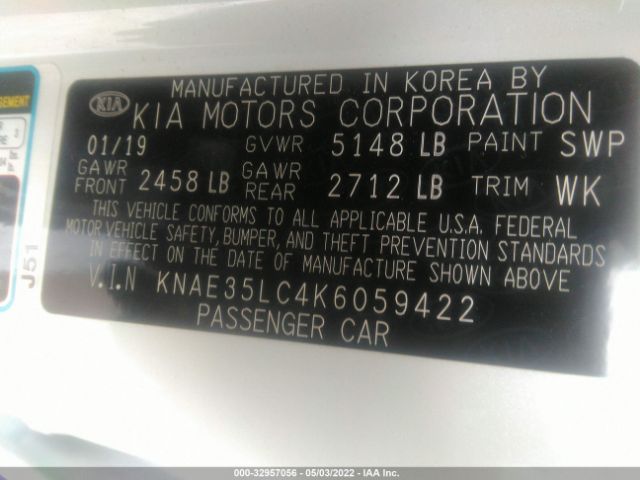 MANUFACTURED IN KOREA BY
KIA KIA MOTORS CORPORATION
01/19 GVWR 5148 LB PAINT SWP
GAWR FRONT 2458 LB GAWR REAR 2712 LB TRIM WK
THIS VEHICLE CONFORMS TO ALL APPLICABLE U.S.A. FEDERAL
MOTOR VEHICLE SAFETY, BUMPER, AND THEFT PREVENTION STANDARDS
IN EFFECT ON THE DATE OF MANUFACTURE SHOWN ABOVE
V.I.N KNAE35LC4K6059422
PASSENGER CAR
J51
000-32957056 - 05/03/2022 - IAA Inc.